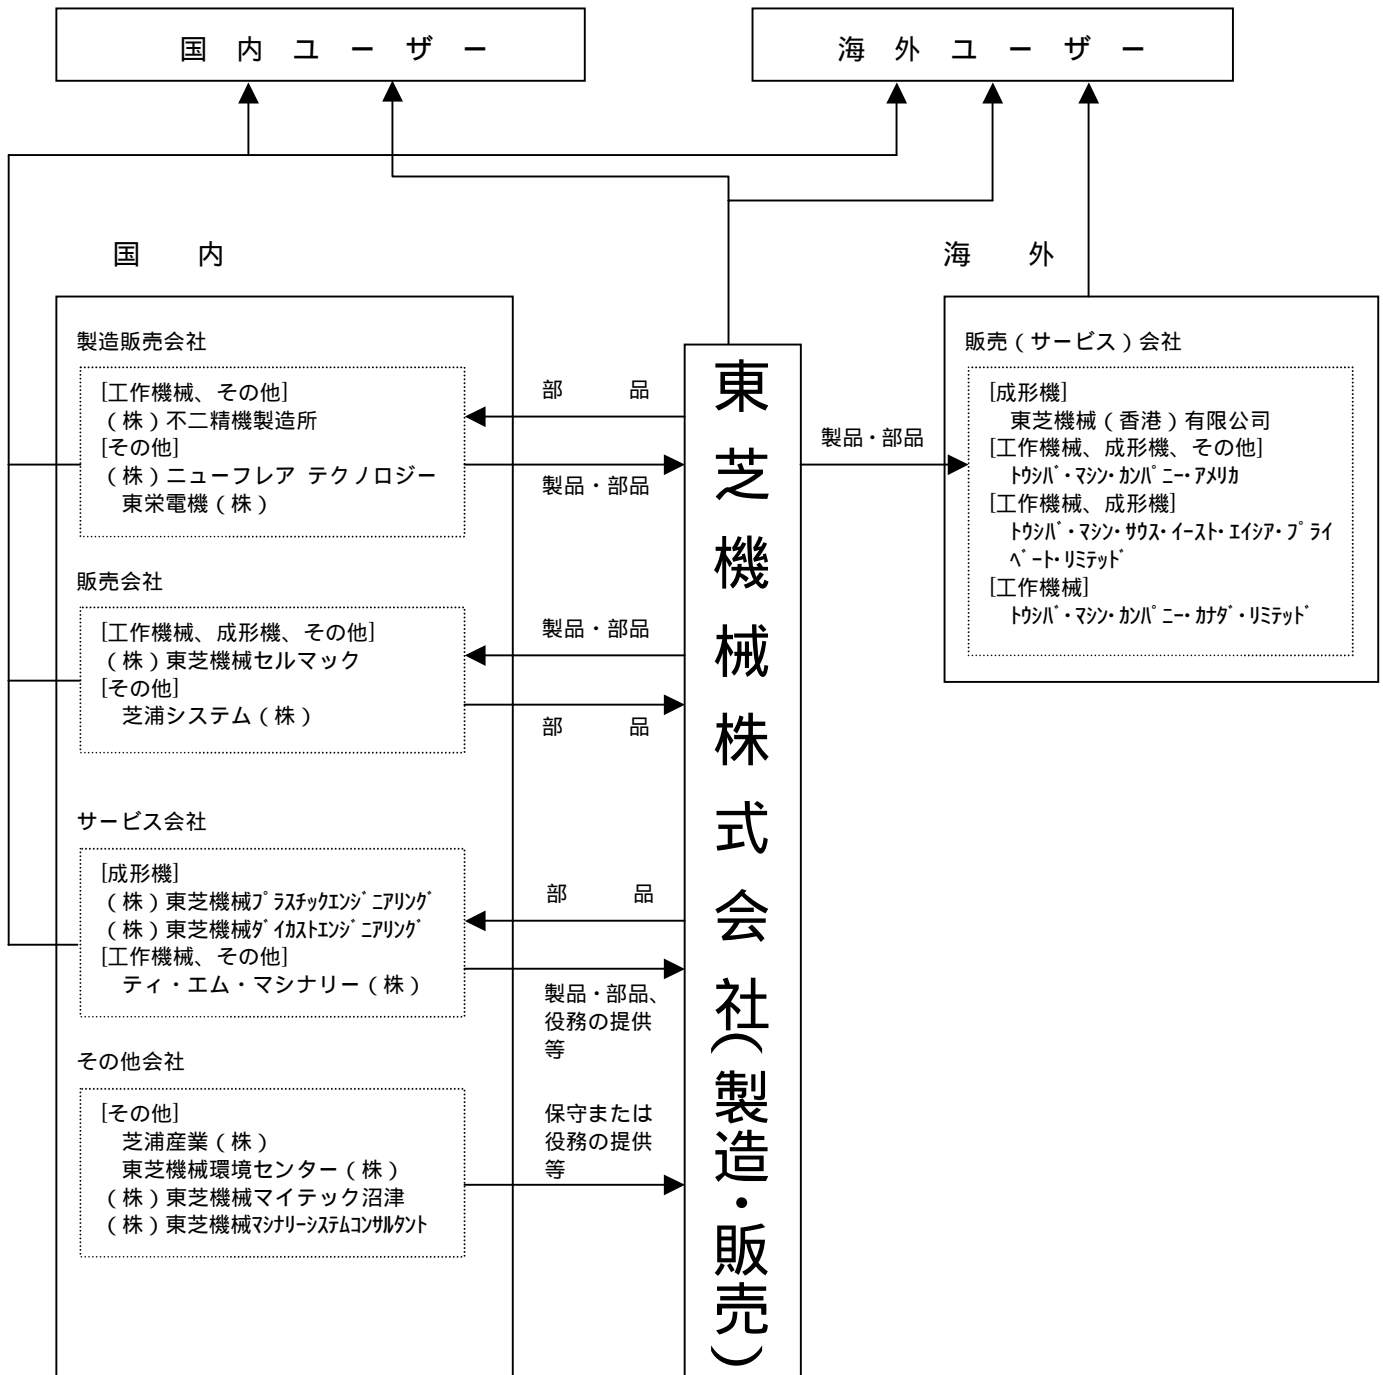 国内ユーザー
海外ユーザー
国内
海外
製造販売会社
[工作機械、その他]
（株）不二精機製造所
[その他]
（株）ニューフレア テクノロジー
東栄電機（株）
販売会社
[工作機械、成形機、その他]
（株）東芝機械セルマック
[その他]
芝浦システム（株）
サービス会社
[成形機]
（株）東芝機械ﾌﾟﾗｽﾁｯｸｴﾝｼﾞﾆｱﾘﾝｸﾞ
（株）東芝機械ﾀﾞｲｶｽﾄｴﾝｼﾞﾆｱﾘﾝｸﾞ
[工作機械、その他]
ティ・エム・マシナリー（株）
その他会社
[その他]
芝浦産業（株）
東芝機械環境センター（株）
（株）東芝機械マイテック沼津
（株）東芝機械ﾏｼﾅﾘｰｼｽﾃﾑｺﾝｻﾙﾀﾝﾄ
部品
製品・部品
製品・部品
部品
部品
製品・部品、
役務の提供
等
保守または
役務の提供
等
東芝機械株式会社(製造・販売)
製品・部品
販売（サービス）会社
[成形機]
東芝機械（香港）有限公司
[工作機械、成形機、その他]
ﾄｳｼﾊﾞ・ﾏｼﾝ・ｶﾝﾊﾟﾆｰ・ｱﾒﾘｶ
[工作機械、成形機]
ﾄｳｼﾊﾞ・ﾏｼﾝ・ｻｳｽ・ｲｰｽﾄ・ｴｲｼｱ・ﾌﾟﾗｲ
ﾍﾞｰﾄ・ﾘﾐﾃｯﾄﾞ
[工作機械]
ﾄｳｼﾊﾞ・ﾏｼﾝ・ｶﾝﾊﾟﾆｰ・ｶﾅﾀﾞ・ﾘﾐﾃｯﾄﾞ